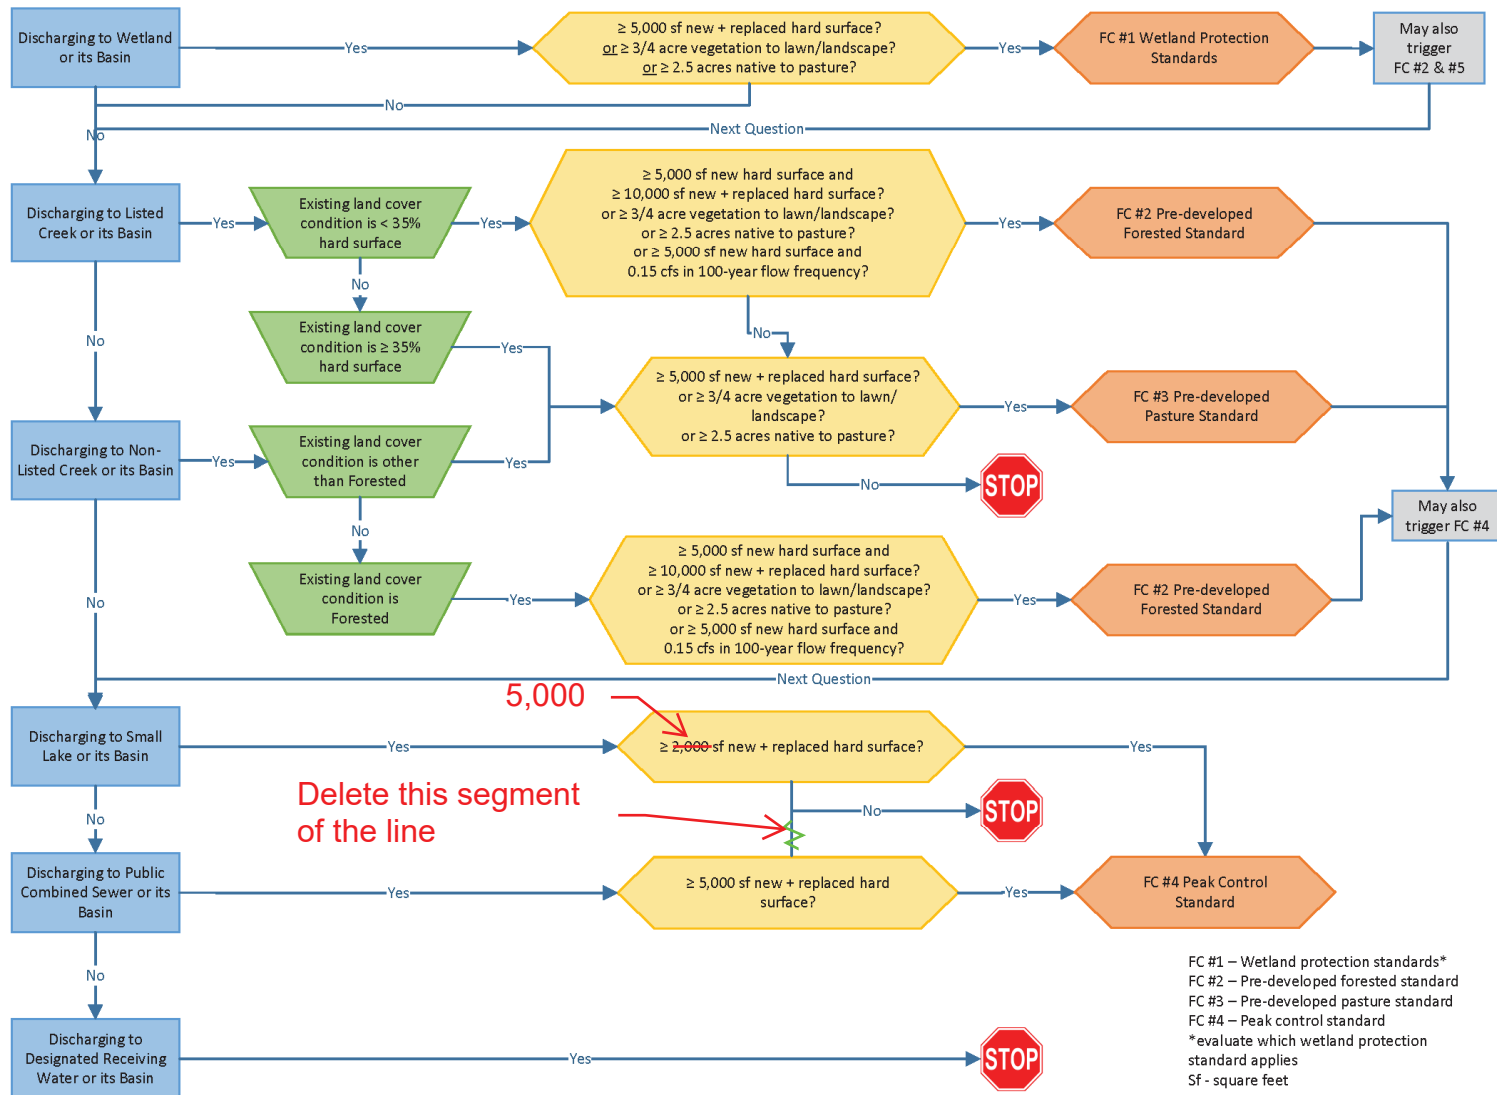 Discharging to Wetland
or its Basin
Yes
≥ 5,000 sf new + replaced hard surface?
or ≥ 3/4 acre vegetation to lawn/landscape?
or ≥ 2.5 acres native to pasture?
Yes
FC #1 Wetland Protection
Standards
May also
trigger
FC #2 & #5
No
Next Question
No
Discharging to Listed
Creek or its Basin
Yes
Existing land cover
condition is < 35%
hard surface
Yes
≥ 5,000 sf new hard surface and
≥ 10,000 sf new + replaced hard surface?
or ≥ 3/4 acre vegetation to lawn/landscape?
or ≥ 2.5 acres native to pasture?
or ≥ 5,000 sf new hard surface and
0.15 cfs in 100-year flow frequency?
Yes
FC #2 Pre-developed
Forested Standard
No
Existing land cover
condition is ≥ 35%
hard surface
Yes
No
No
≥ 5,000 sf new + replaced hard surface?
or ≥ 3/4 acre vegetation to lawn/
landscape?
or ≥ 2.5 acres native to pasture?
Yes
FC #3 Pre-developed
Pasture Standard
Discharging to Non-
Listed Creek or its Basin
Yes
Existing land cover
condition is other
than Forested
Yes
No
STOP
May also
trigger FC #4
No
Existing land cover
condition is
Forested
Yes
≥ 5,000 sf new hard surface and
≥ 10,000 sf new + replaced hard surface?
or ≥ 3/4 acre vegetation to lawn/landscape?
or ≥ 2.5 acres native to pasture?
or ≥ 5,000 sf new hard surface and
0.15 cfs in 100-year flow frequency?
Yes
FC #2 Pre-developed
Forested Standard
No
Next Question
5,000
Discharging to Small
Lake or its Basin
Yes
≥ 2,000 sf new + replaced hard surface?
Yes
Delete this segment
of the line
No
STOP
No
Discharging to Public
Combined Sewer or its
Basin
Yes
≥ 5,000 sf new + replaced hard
surface?
Yes
FC #4 Peak Control
Standard
No
Discharging to
Designated Receiving
Water or its Basin
Yes
STOP
FC #1 – Wetland protection standards*
FC #2 – Pre-developed forested standard
FC #3 – Pre-developed pasture standard
FC #4 – Peak control standard
*evaluate which wetland protection
standard applies
Sf - square feet